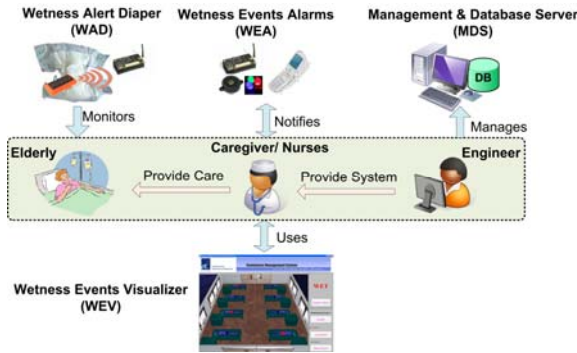 Wetness Alert Diaper
(WAD)
Wetness Events Alarms
(WEA)
Management & Database Server
(MDS)
DB
Monitors
Notifies
Manages
Elderly
Caregiver/ Nurses
Engineer
Provide Care
Provide System
Uses
Wetness Events Visualizer
(WEV)
WET